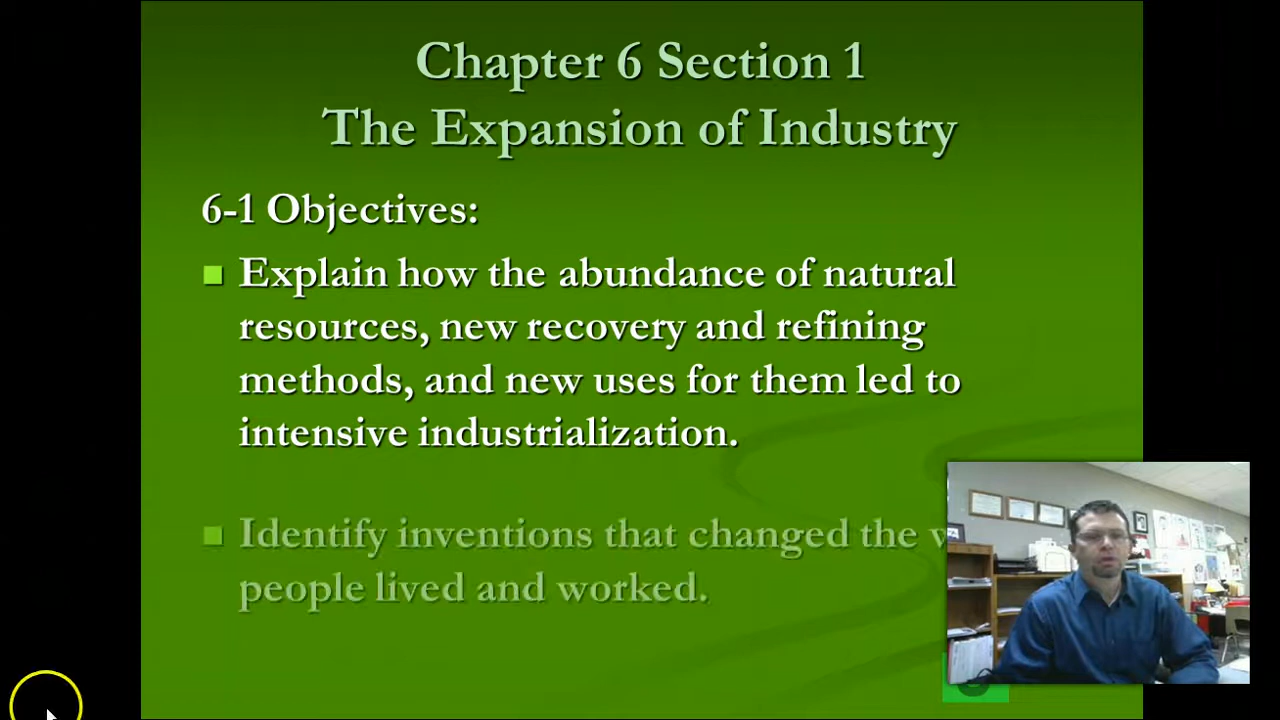 Chapter 6 Section 1
The Expansion of Industry
6-1 Objectives:
Explain how the abundance of natural
resources, new recovery and refining
methods, and new uses for them led to
intensive industrialization.
Identify inventions that changed the
people lived and worked.